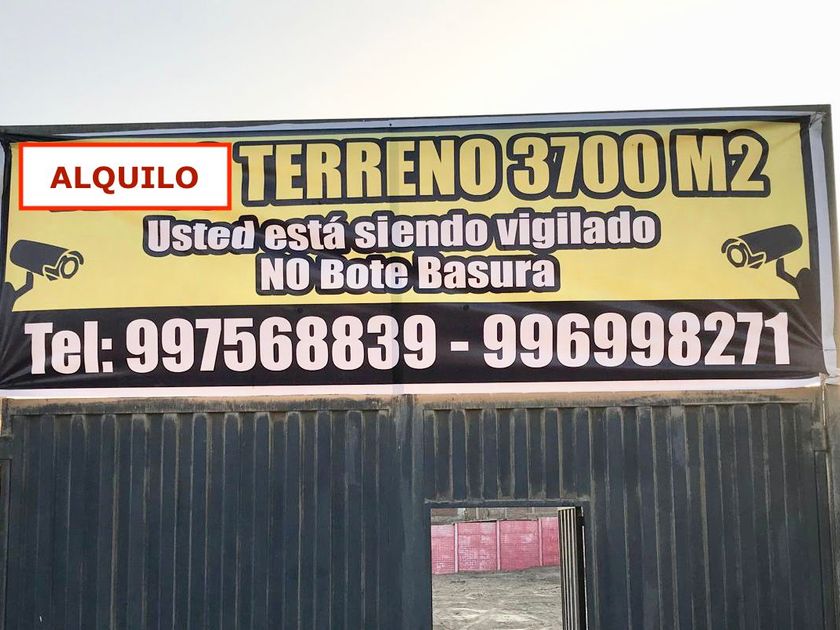 ALQUILO TERRENO 3700 M2
Usted está siendo vigilado
NO Bote Basura
Tel: 997568839 - 996998271